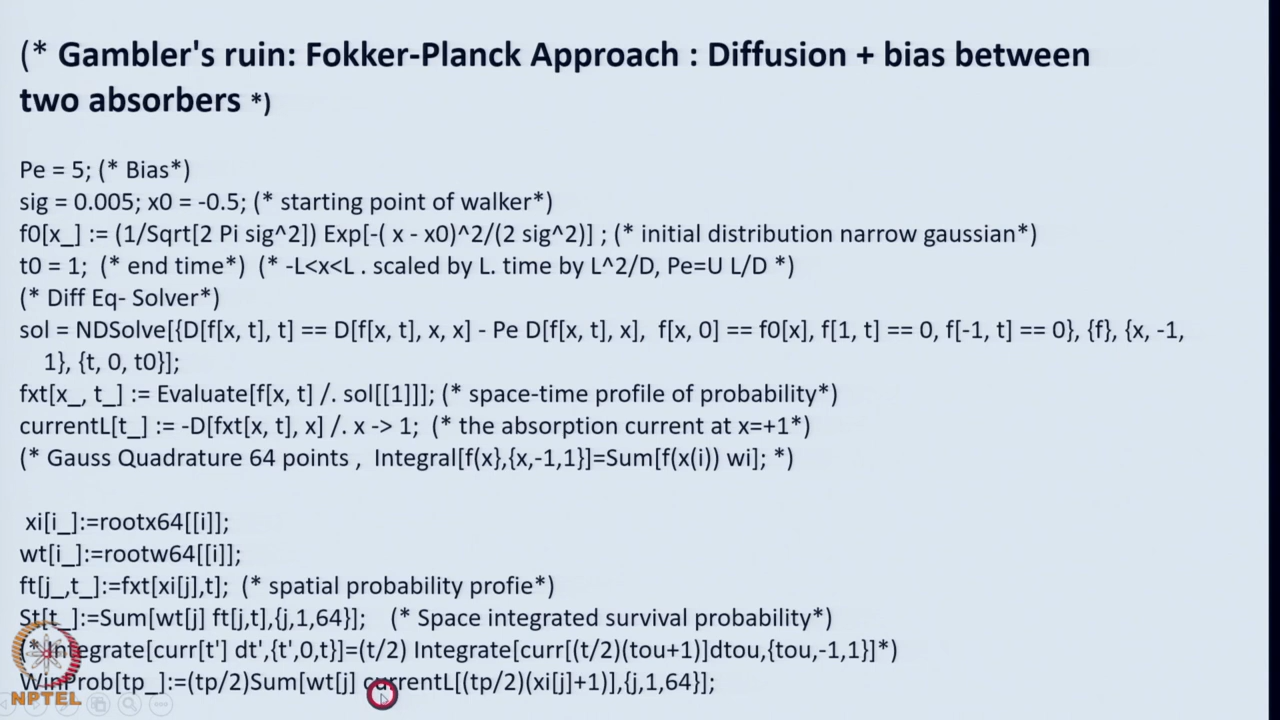 (* Gambler's ruin: Fokker-Planck Approach : Diffusion + bias between
two absorbers *)
Pe = 5; (* Bias*)
sig = 0.005; x0 = -0.5; (* starting point of walker*)
f0[x_] := (1/Sqrt[2 Pi sig^2]) Exp[-( x - x0)^2/(2 sig^2)] ; (* initial distribution narrow gaussian*)
t0 = 1;  (* end time*)  (* -L<x<L . scaled by L. time by L^2/D, Pe=U L/D *)
(* Diff Eq- Solver*)
sol = NDSolve[{D[f[x, t], t] == D[f[x, t], x, x] - Pe D[f[x, t], x],  f[x, 0] == f0[x], f[1, t] == 0, f[-1, t] == 0}, {f}, {x, -1,
1}, {t, 0, t0}];
fxt[x_, t_] := Evaluate[f[x, t] /. sol[[1]]]; (* space-time profile of probability*)
currentL[t_] := -D[fxt[x, t], x] /. x -> 1;  (* the absorption current at x=+1*)
(* Gauss Quadrature 64 points ,  Integral[f(x},{x,-1,1}]=Sum[f(x(i)) wi]; *)
xi[i_]:=rootx64[[i]];
wt[i_]:=rootw64[[i]];
ft[j_,t_]:=fxt[xi[j],t];  (* spatial probability profie*)
St[t_]:=Sum[wt[j] ft[j,t],{j,1,64}];    (* Space integrated survival probability*)
(* Integrate[curr[t'] dt',{t',0,t}]=(t/2) Integrate[curr[(t/2)(tou+1)]dtou,{tou,-1,1}]*)
WinProb[tp_]:=(tp/2)Sum[wt[j] currentL[(tp/2)(xi[j]+1)],{j,1,64}];
NPTEL